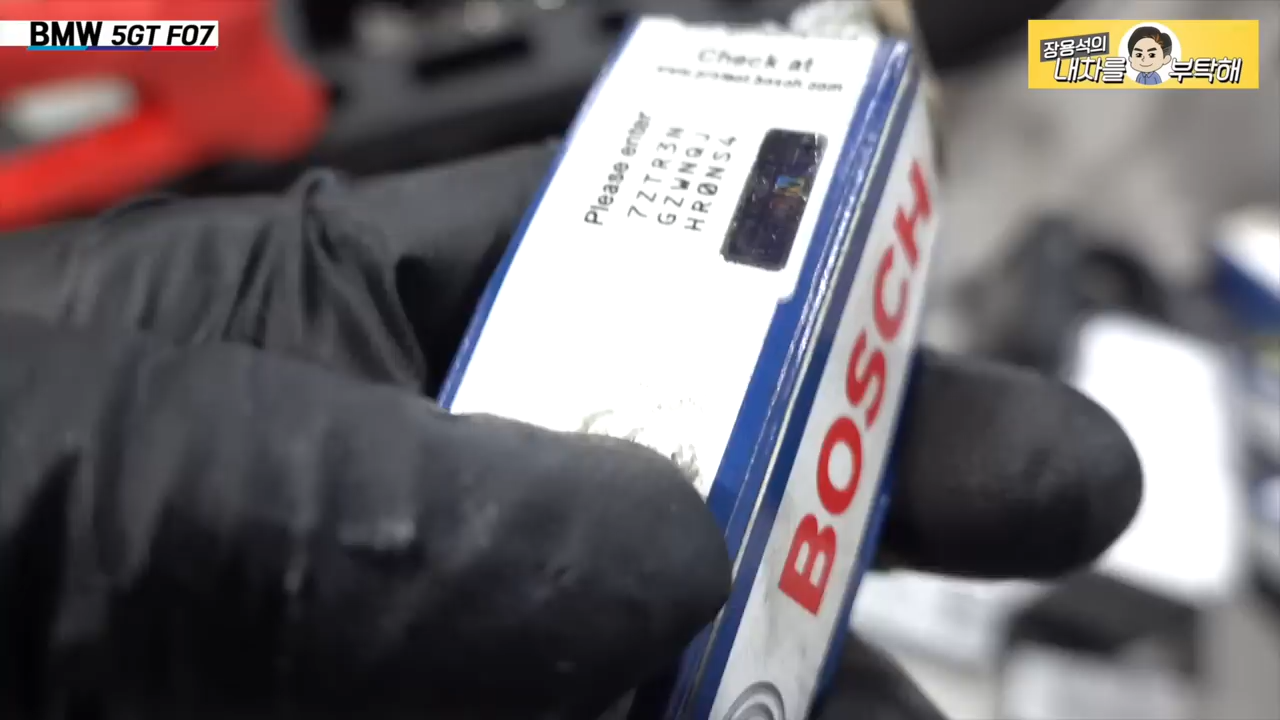 BMW 5GT F07
장용석의
내차를 부탁해
Check at
www.protect.bosch.com
Please enter
7ZTR3N
GZWNQJ
HR0NS4
BOSCH